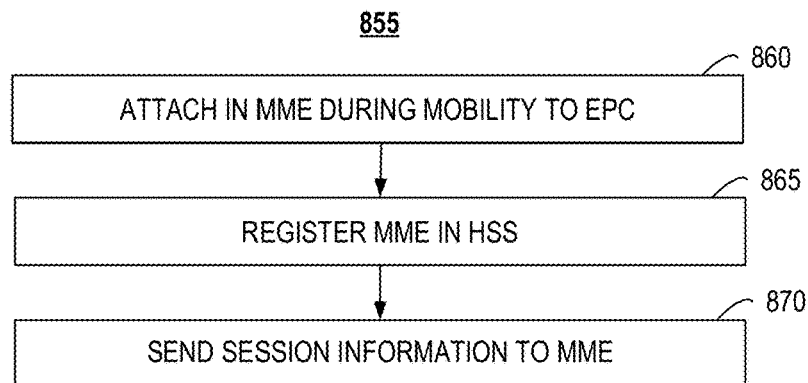 855
860
ATTACH IN MME DURING MOBILITY TO EPC
865
REGISTER MME IN HSS
870
SEND SESSION INFORMATION TO MME